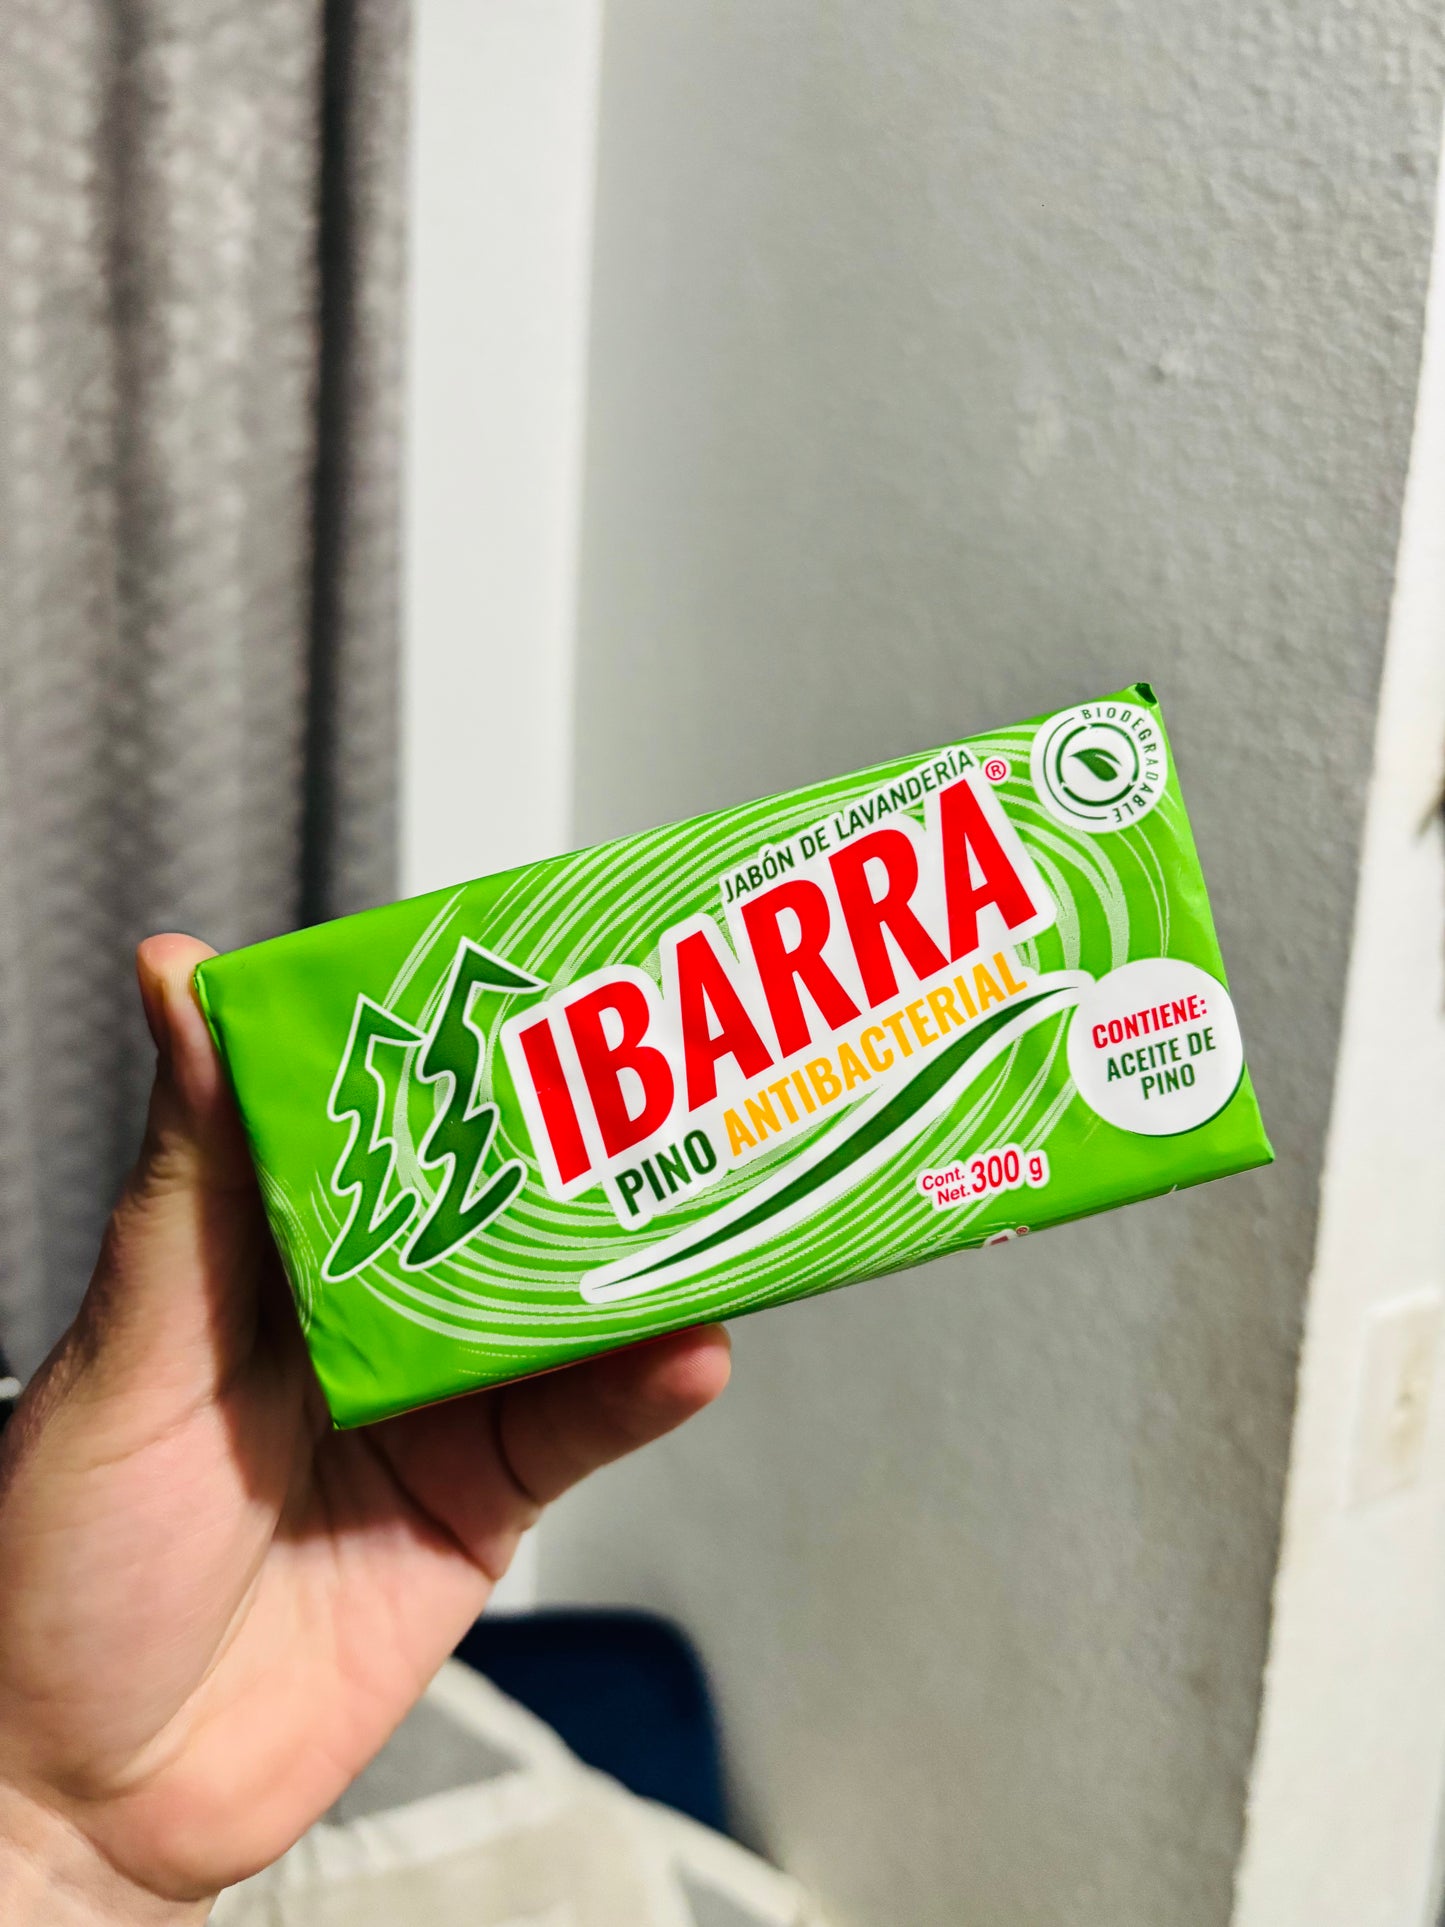 JABÓN DE LAVANDERÍA
IBARRA®
PINO ANTIBACTERIAL
BIODEGRADABLE
CONTIENE:
ACEITE DE
PINO
Cont.
Net. 300 g